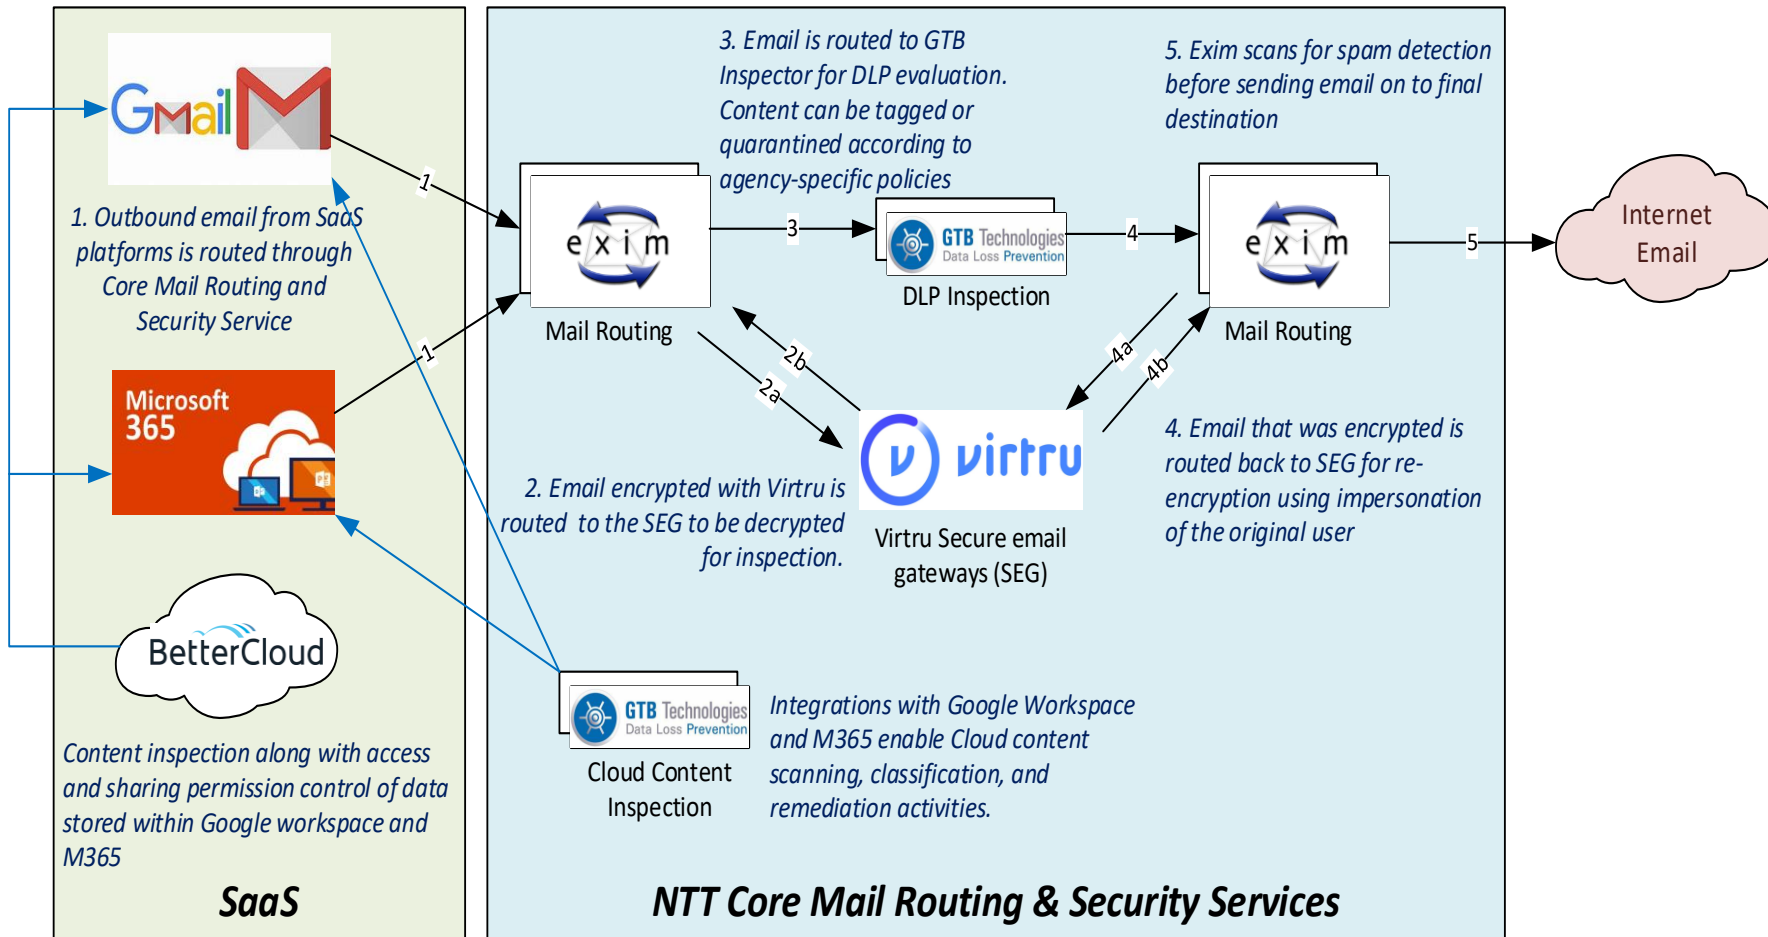 Gmail
1. Outbound email from SaaS
platforms is routed through
Core Mail Routing and
Security Service
Microsoft
365
BetterCloud
Content inspection along with access
and sharing permission control of data
stored within Google workspace and
M365
SaaS
1
1
3. Email is routed to GTB
Inspector for DLP evaluation.
Content can be tagged or
quarantined according to
agency-specific policies
5. Exim scans for spam detection
before sending email on to final
destination
exim
Mail Routing
3
GTB Technologies
Data Loss Prevention
DLP Inspection
4
exim
Mail Routing
5
Internet
Email
2b
2a
4a
4b
virtru
Virtru Secure email
gateways (SEG)
2. Email encrypted with Virtru is
routed  to the SEG to be decrypted
for inspection.
4. Email that was encrypted is
routed back to SEG for re-
encryption using impersonation
of the original user
GTB Technologies
Data Loss Prevention
Cloud Content
Inspection
Integrations with Google Workspace
and M365 enable Cloud content
scanning, classification, and
remediation activities.
NTT Core Mail Routing & Security Services